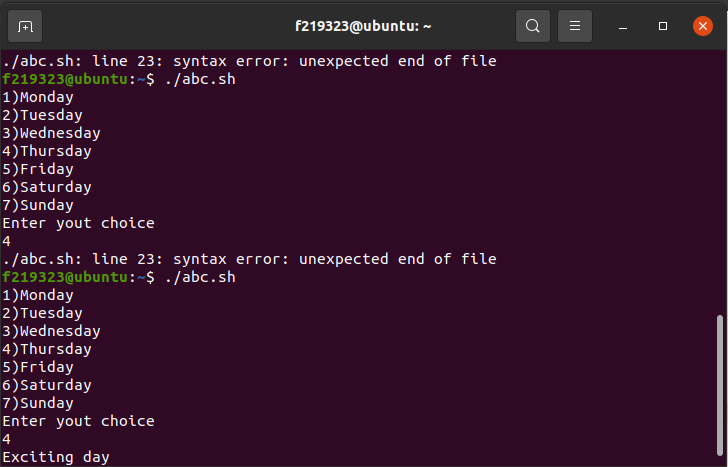 f219323@ubuntu: ~
./abc.sh: line 23: syntax error: unexpected end of file
f219323@ubuntu:~$ ./abc.sh
1)Monday
2)Tuesday
3)Wednesday
4)Thursday
5)Friday
6)Saturday
7)Sunday
Enter yout choice
4
./abc.sh: line 23: syntax error: unexpected end of file
f219323@ubuntu:~$ ./abc.sh
1)Monday
2)Tuesday
3)Wednesday
4)Thursday
5)Friday
6)Saturday
7)Sunday
Enter yout choice
4
Exciting day